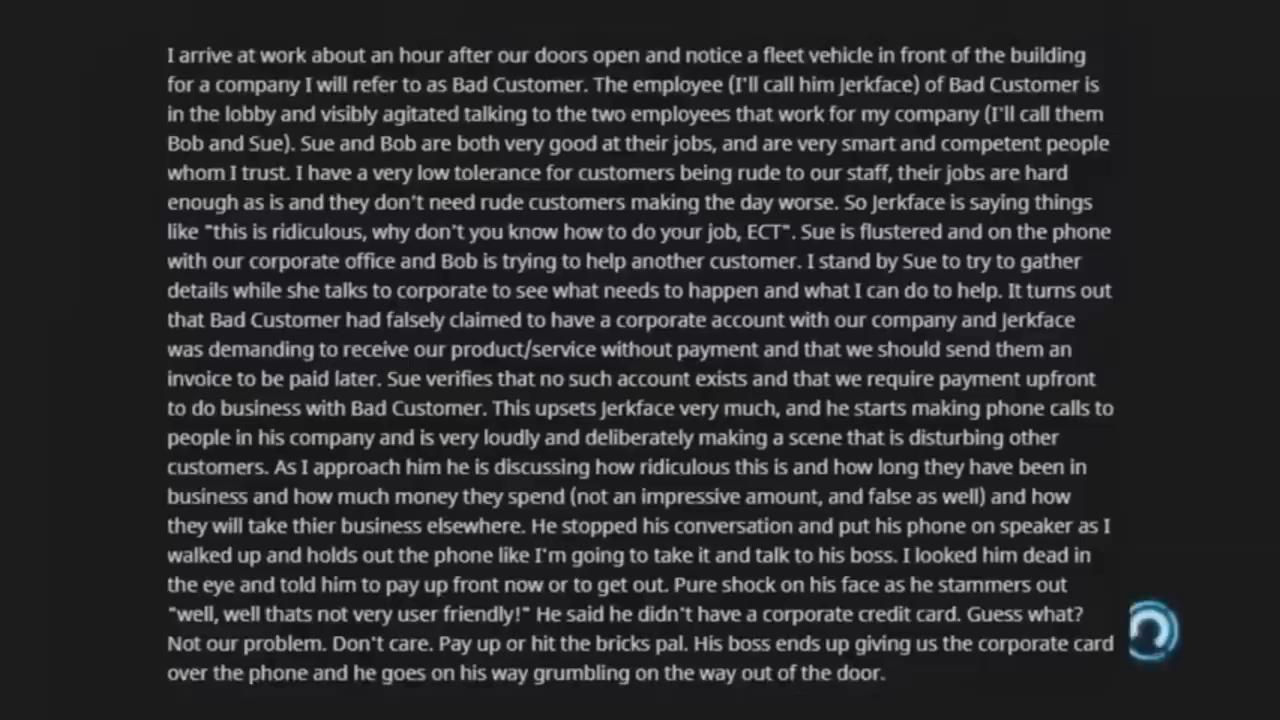 I arrive at work about an hour after our doors open and notice a fleet vehicle in front of the building
for a company I will refer to as Bad Customer. The employee (I'll call him Jerkface) of Bad Customer is
in the lobby and visibly agitated talking to the two employees that work for my company (I'll call them
Bob and Sue). Sue and Bob are both very good at their jobs, and are very smart and competent people
whom I trust. I have a very low tolerance for customers being rude to our staff, their jobs are hard
enough as is and they don't need rude customers making the day worse. So Jerkface is saying things
like "this is ridiculous, why don't you know how to do your job, ECT". Sue is flustered and on the phone
with our corporate office and Bob is trying to help another customer. I stand by Sue to try to gather
details while she talks to corporate to see what needs to happen and what I can do to help. It turns out
that Bad Customer had falsely claimed to have a corporate account with our company and Jerkface
was demanding to receive our product/service without payment and that we should send them an
invoice to be paid later. Sue verifies that no such account exists and that we require payment upfront
to do business with Bad Customer. This upsets Jerkface very much, and he starts making phone calls to
people in his company and is very loudly and deliberately making a scene that is disturbing other
customers. As I approach him he is discussing how ridiculous this is and how long they have been in
business and how much money they spend (not an impressive amount, and false as well) and how
they will take thier business elsewhere. He stopped his conversation and put his phone on speaker as I
walked up and holds out the phone like I'm going to take it and talk to his boss. I looked him dead in
the eye and told him to pay up front now or to get out. Pure shock on his face as he stammers out
"well, well thats not very user friendly!" He said he didn't have a corporate credit card. Guess what?
Not our problem. Don't care. Pay up or hit the bricks pal. His boss ends up giving us the corporate card
over the phone and he goes on his way grumbling on the way out of the door.